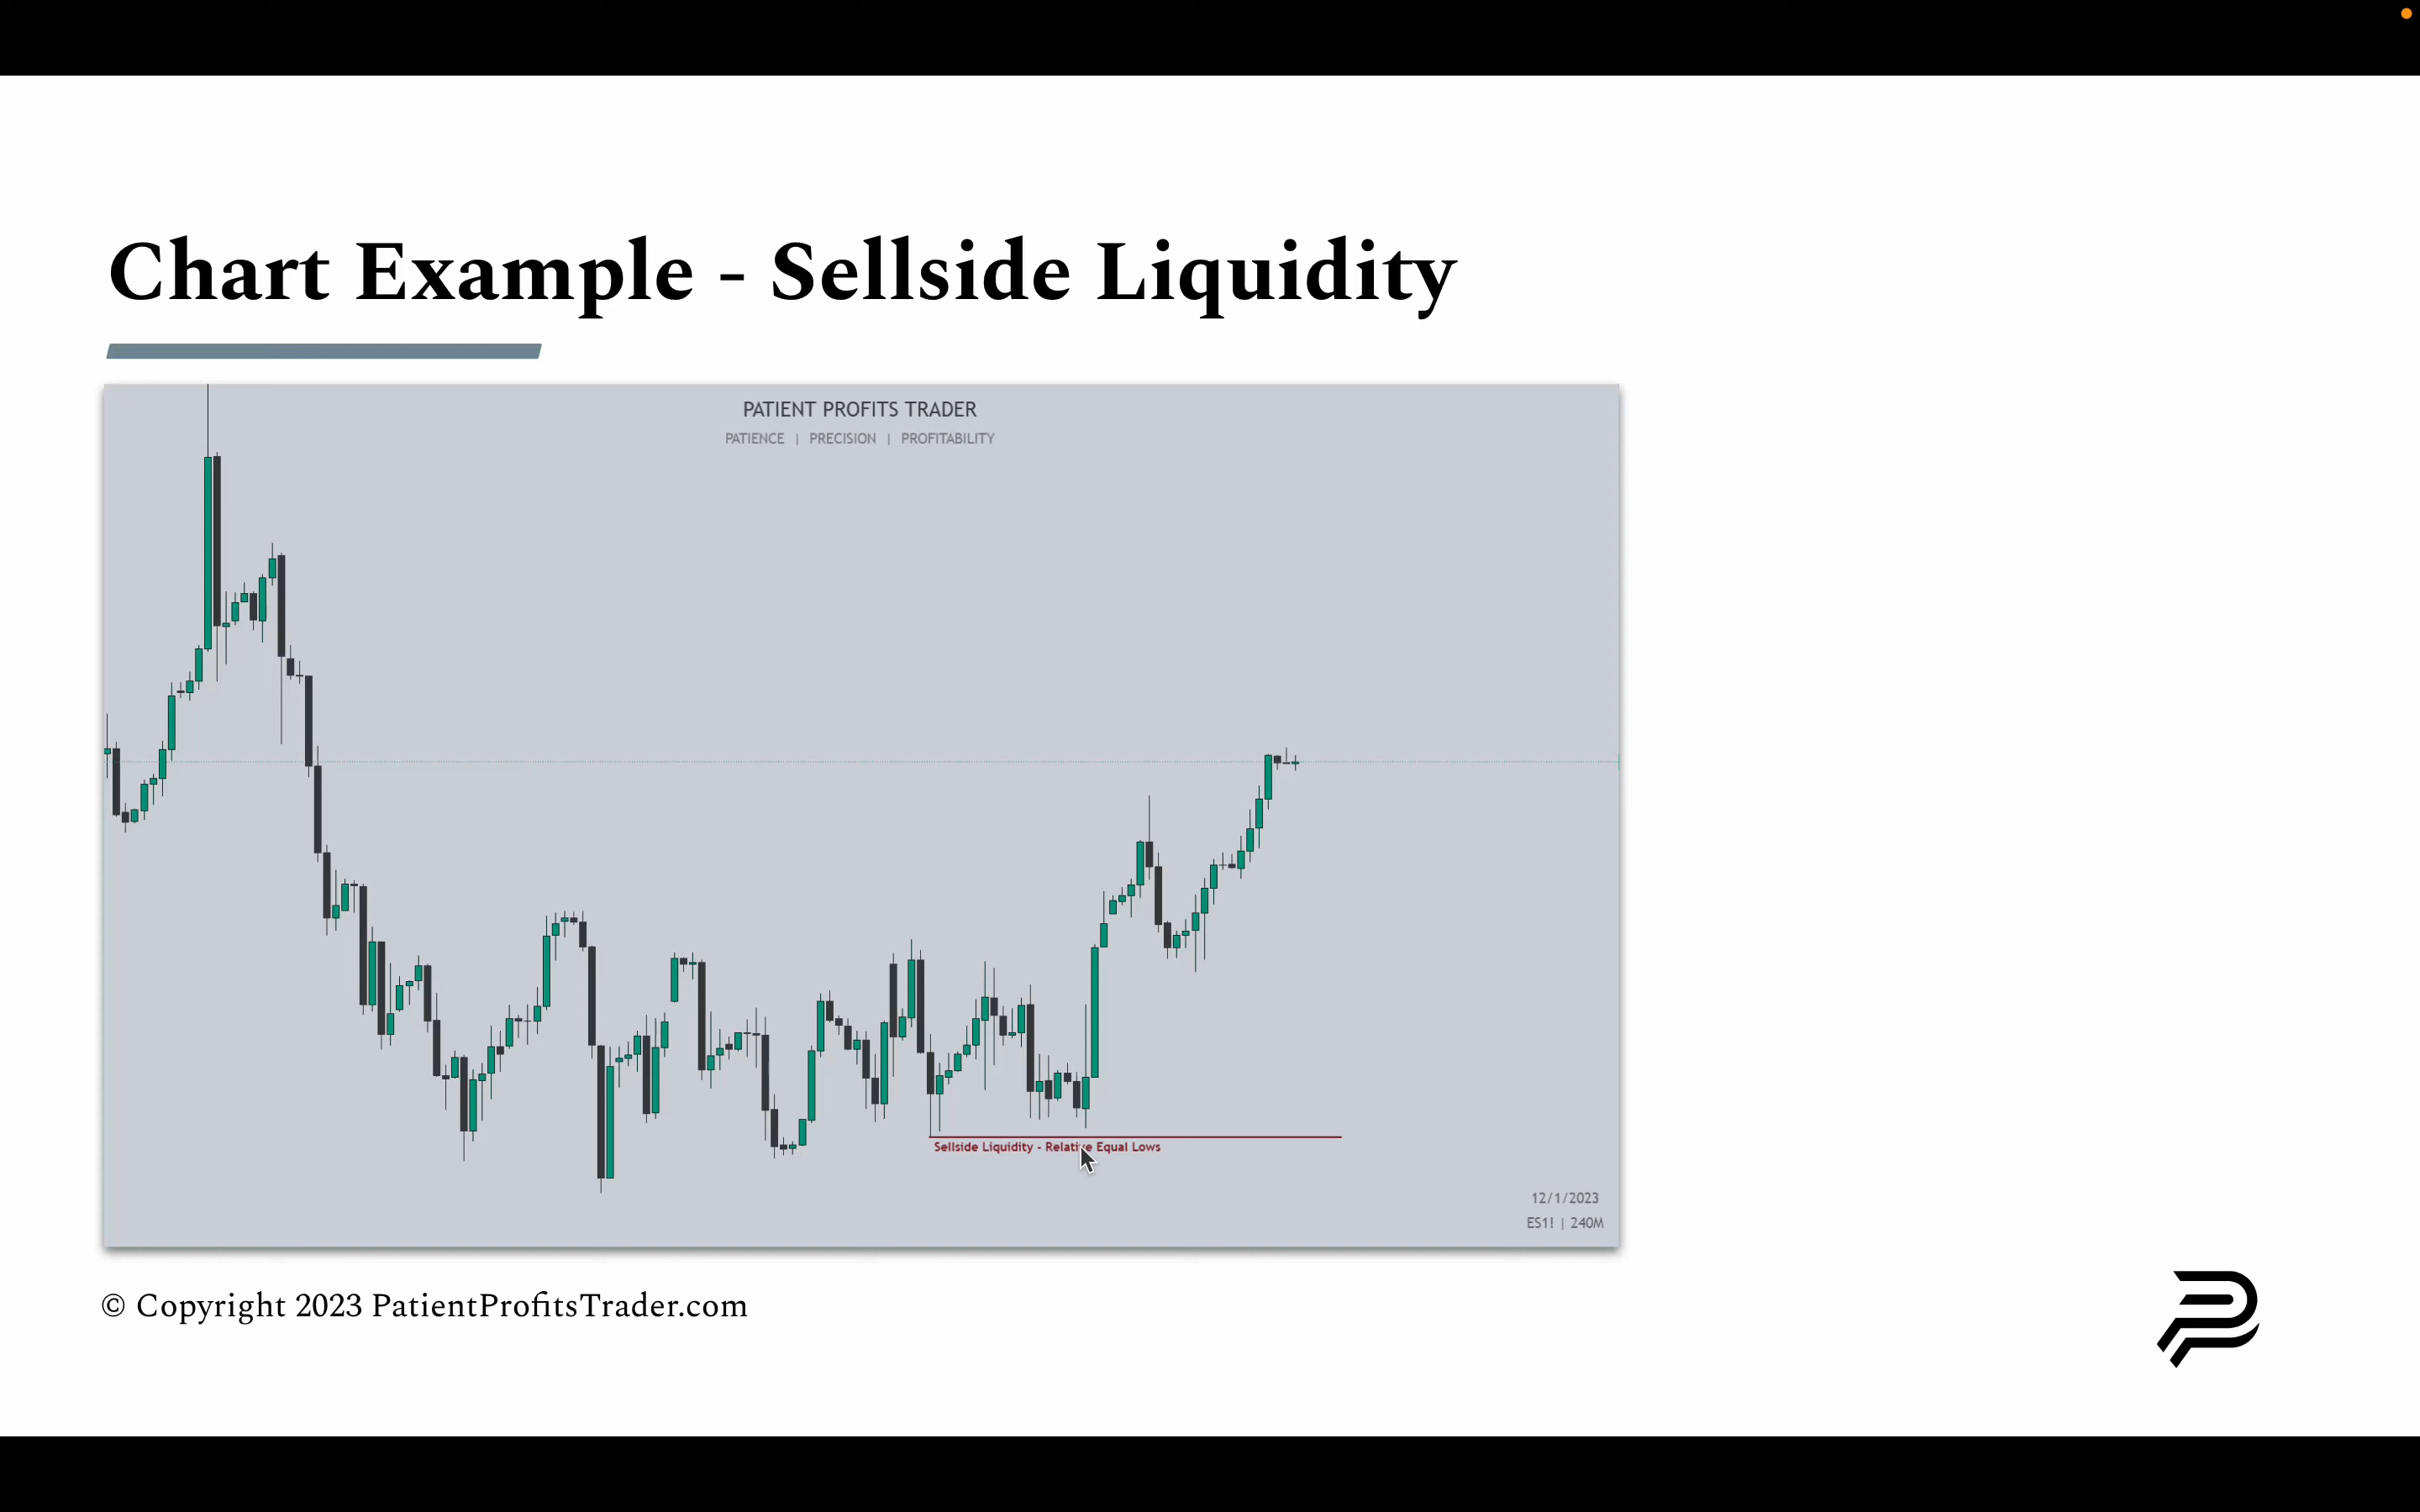 Chart Example - Sellside Liquidity
PATIENT PROFITS TRADER
PATIENCE | PRECISION | PROFITABILITY
Sellside Liquidity - Relative Equal Lows
12/1/2023
ES1! | 240M
© Copyright 2023 PatientProfitsTrader.com